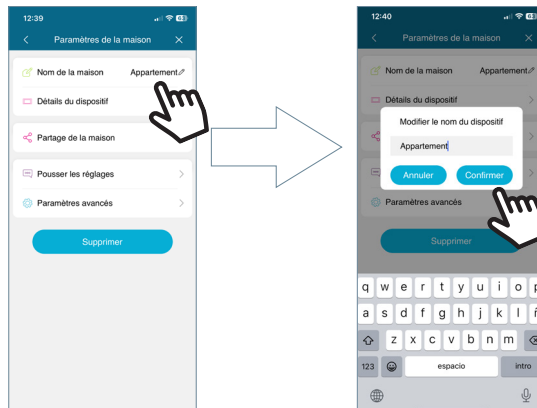 12:39
Paramètres de la maison
Nom de la maison Appartement
Détails du dispositif
Partage de la maison
Pousser les réglages
Paramètres avancés
Supprimer
12:40
Paramètres de la maison
Nom de la maison Appartement
Détails du dispositif
Modifier le nom du dispositif
Appartement
Annuler Confirmer
Paramètres avancés
Supprimer
q w e r t y u i o p
a s d f g h j k l ñ
z x c v b n m
123 espacio intro